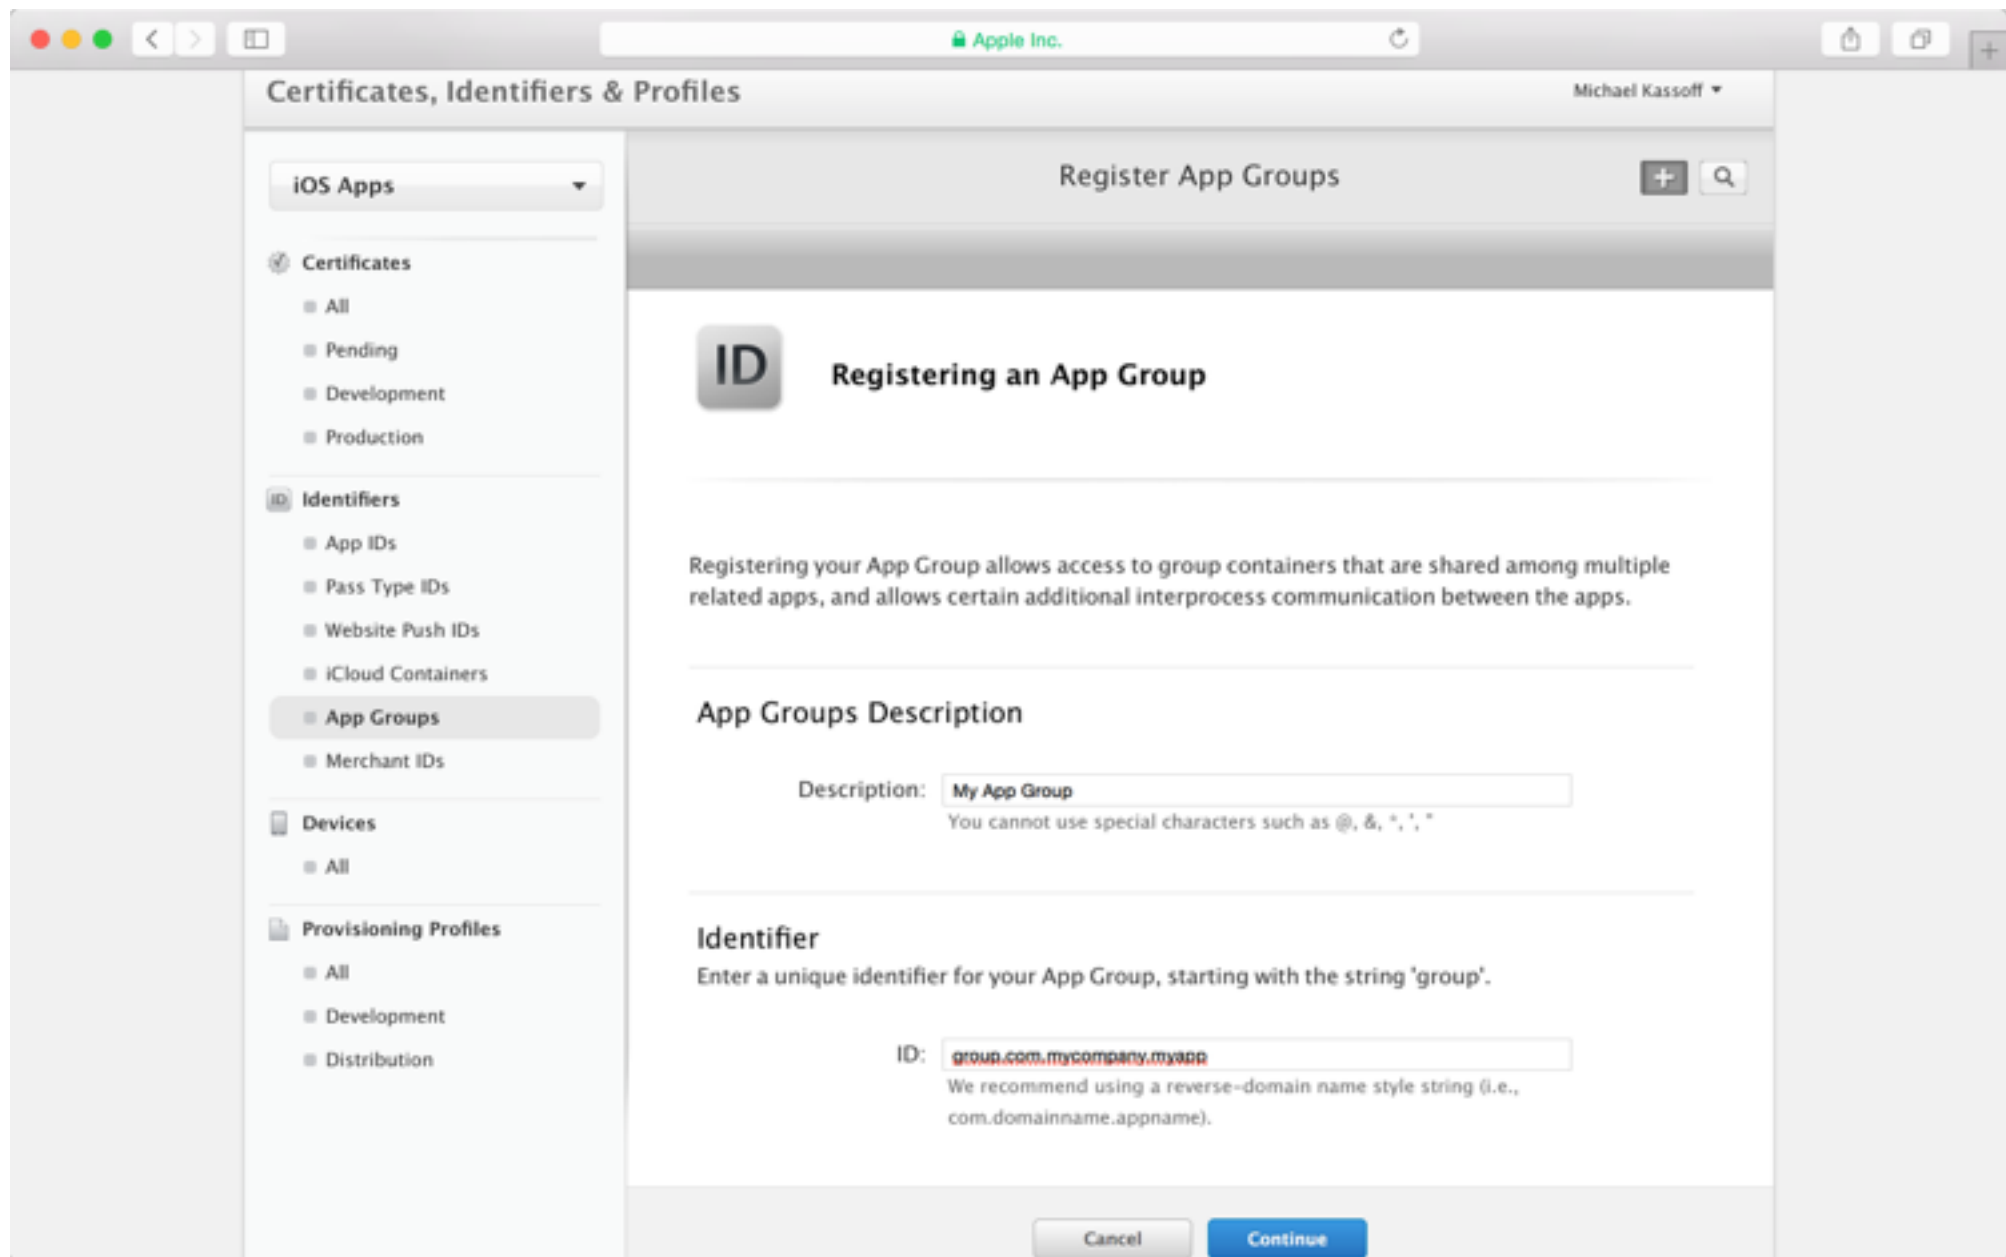 Apple Inc.
Certificates, Identifiers & Profiles
Michael Kassoff
iOS Apps
Register App Groups
Certificates
All
Pending
Development
Production
ID
Identifiers
App IDs
Pass Type IDs
Website Push IDs
iCloud Containers
App Groups
Merchant IDs
Devices
All
Provisioning Profiles
All
Development
Distribution
ID
Registering an App Group
Registering your App Group allows access to group containers that are shared among multiple
related apps, and allows certain additional interprocess communication between the apps.
App Groups Description
Description: My App Group
You cannot use special characters such as @, &, *, ', "
Identifier
Enter a unique identifier for your App Group, starting with the string 'group'.
ID: group.com.mycompany.myapp
We recommend using a reverse-domain name style string (i.e.,
com.domainname.appname).
Cancel
Continue